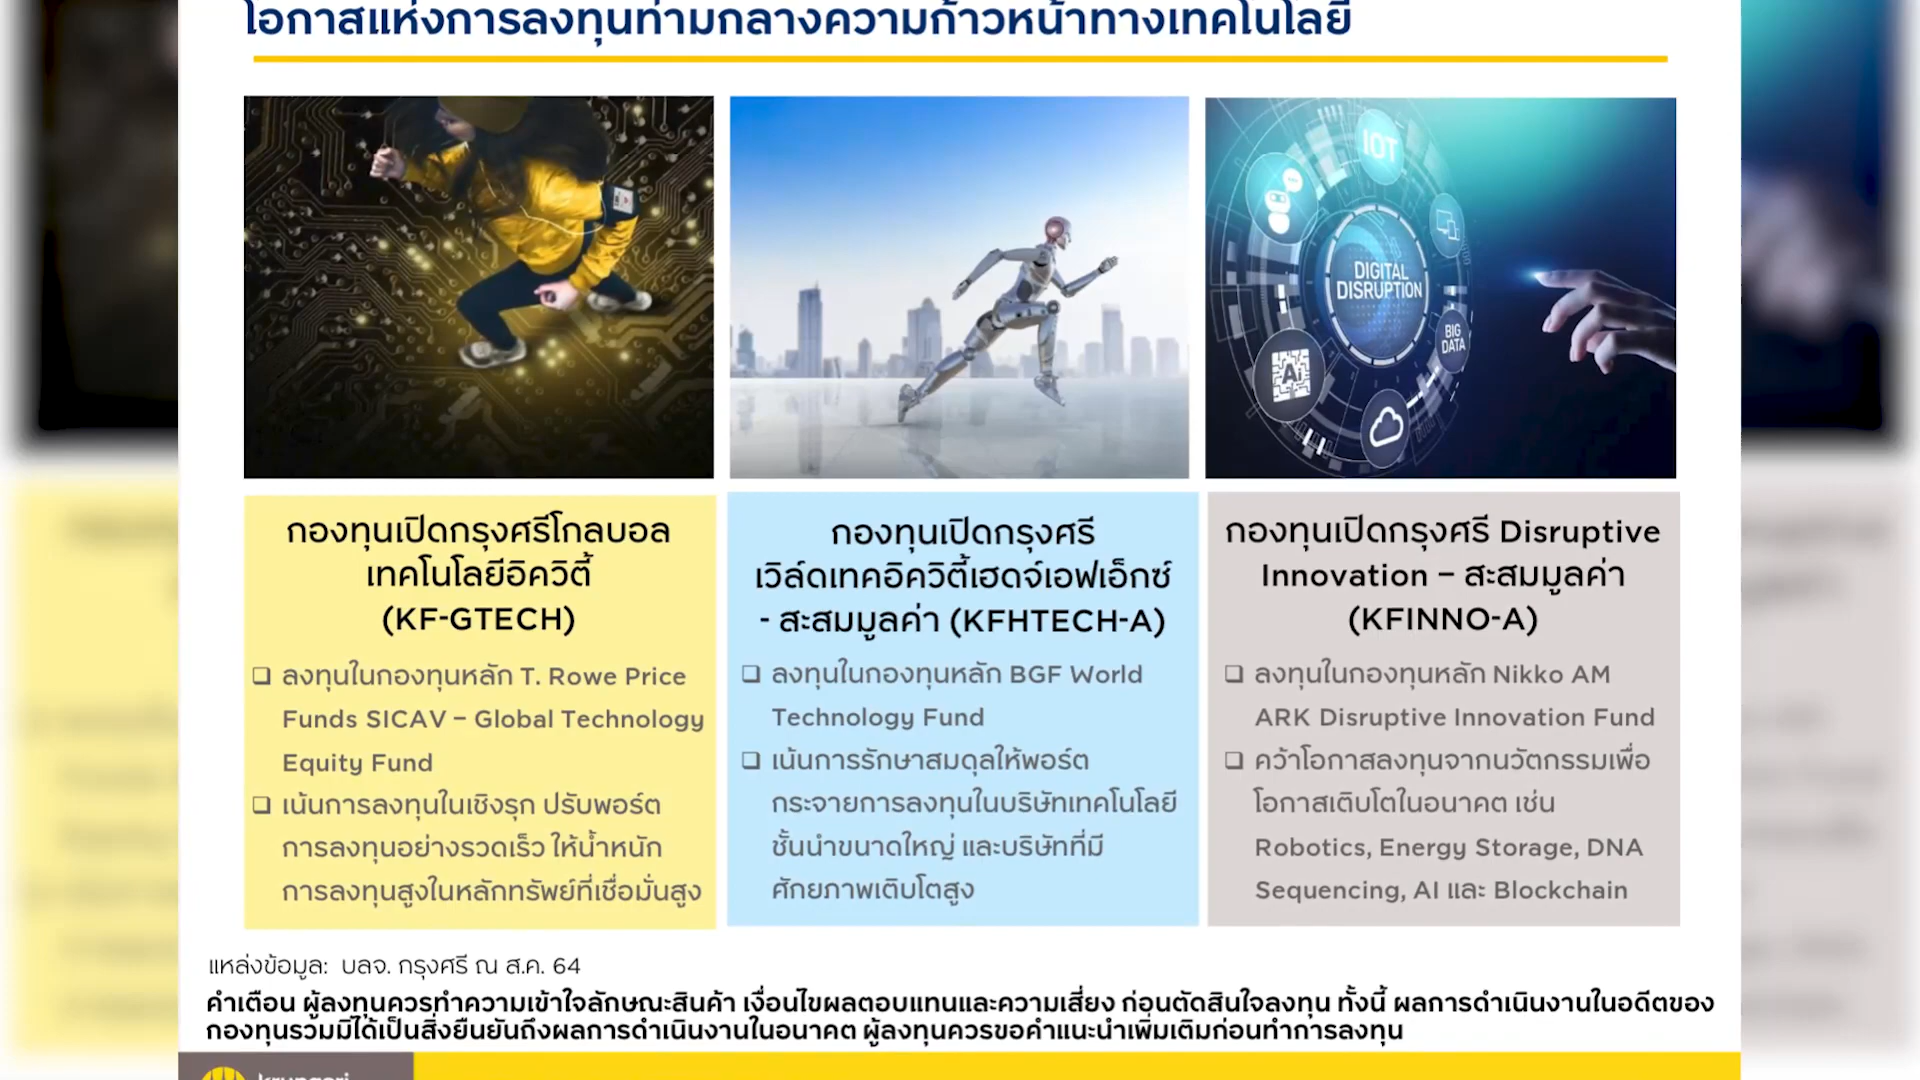 โอกาสแห่งการลงทุนท่ามกลางความก้าวหน้าทางเทคโนโลยี
IOT
DIGITAL
DISRUPTION
BIG
DATA
Ai
กองทุนเปิดกรุงศรีโกลบอล
เทคโนโลยีอิควิตี้
(KF-GTECH)
❑ ลงทุนในกองทุนหลัก T. Rowe Price
Funds SICAV – Global Technology
Equity Fund
❑ เน้นการลงทุนในเชิงรุก ปรับพอร์ต
การลงทุนอย่างรวดเร็ว ให้น้ำหนัก
การลงทุนสูงในหลักทรัพย์ที่เชื่อมั่นสูง
กองทุนเปิดกรุงศรี
เวิล์ดเทคอิควิตี้เฮดจ์เอฟเอ็กซ์
- สะสมมูลค่า (KFHTECH-A)
❑ ลงทุนในกองทุนหลัก BGF World
Technology Fund
❑ เน้นการรักษาสมดุลให้พอร์ต
กระจายการลงทุนในบริษัทเทคโนโลยี
ชั้นนำขนาดใหญ่ และบริษัทที่มี
ศักยภาพเติบโตสูง
กองทุนเปิดกรุงศรี Disruptive
Innovation – สะสมมูลค่า
(KFINNO-A)
❑ ลงทุนในกองทุนหลัก Nikko AM
ARK Disruptive Innovation Fund
❑ คว้าโอกาสลงทุนจากนวัตกรรมเพื่อ
โอกาสเติบโตในอนาคต เช่น
Robotics, Energy Storage, DNA
Sequencing, AI และ Blockchain
แหล่งข้อมูล: บลจ. กรุงศรี ณ ส.ค. 64
คำเตือน ผู้ลงทุนควรทำความเข้าใจลักษณะสินค้า เงื่อนไขผลตอบแทนและความเสี่ยง ก่อนตัดสินใจลงทุน ทั้งนี้ ผลการดำเนินงานในอดีตของ
กองทุนรวมมิได้เป็นสิ่งยืนยันถึงผลการดำเนินงานในอนาคต ผู้ลงทุนควรขอคำแนะนำเพิ่มเติมก่อนทำการลงทุน
krungsri